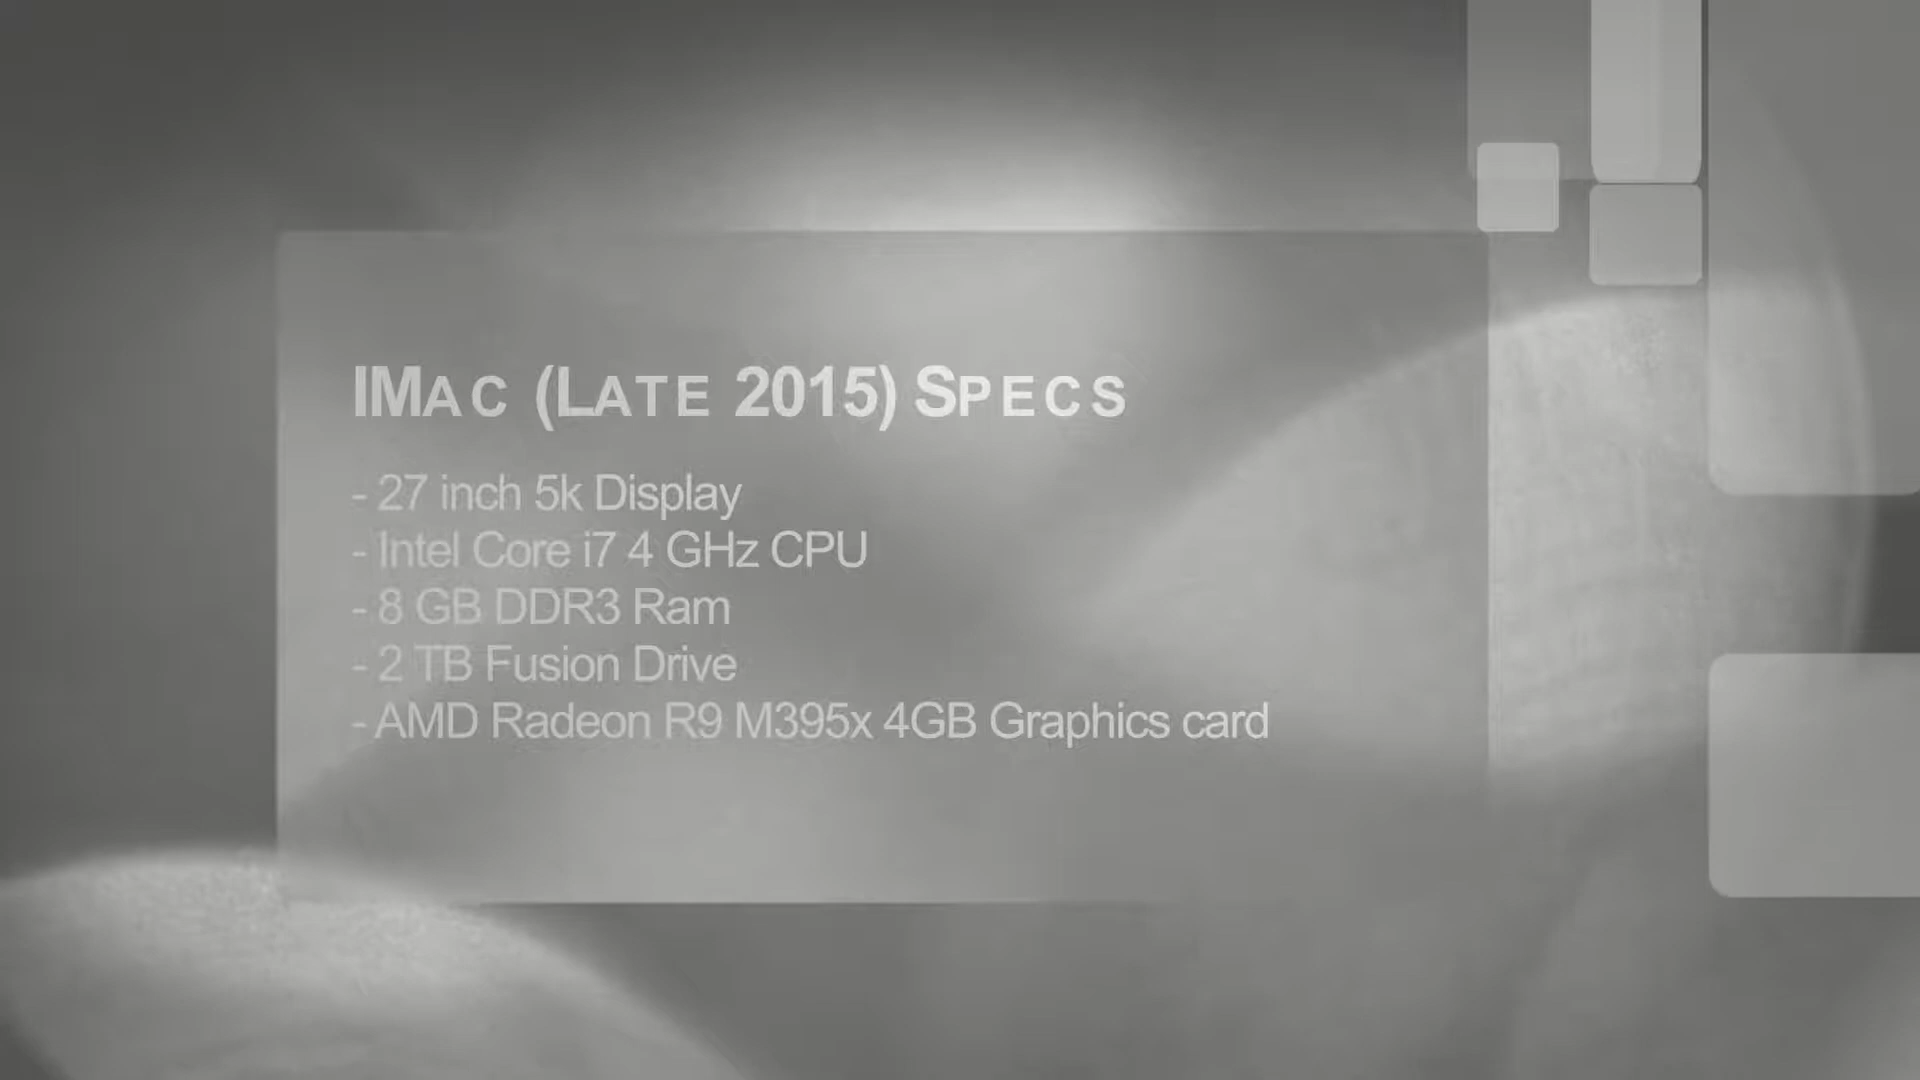 IMac (Late 2015) Specs
- 27 inch 5k Display
- Intel Core i7 4 GHz CPU
- 8 GB DDR3 Ram
- 2 TB Fusion Drive
- AMD Radeon R9 M395x 4GB Graphics card